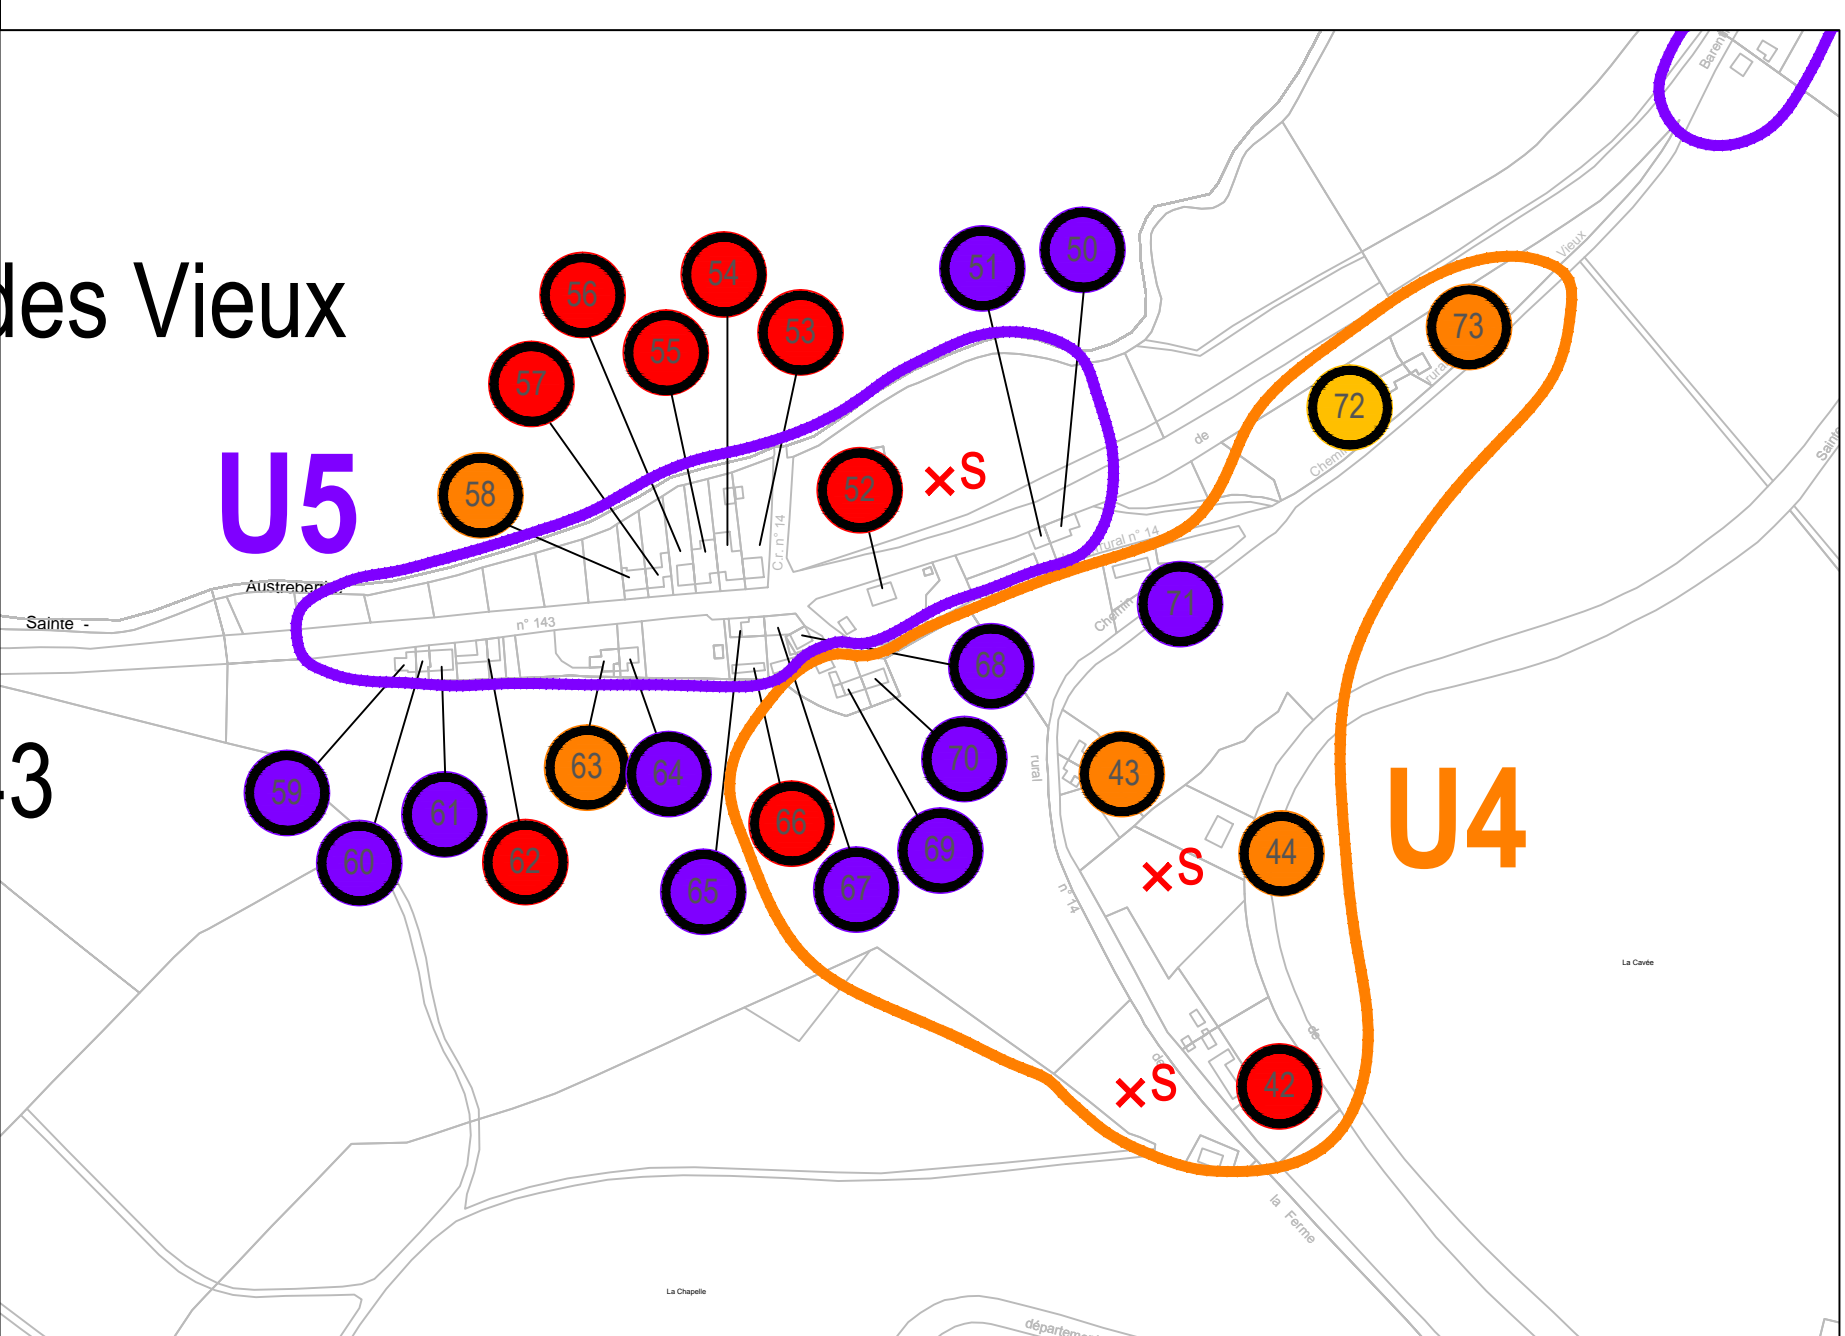 des Vieux
U5
U4
-3
Sainte -
50
51
52
53
54
55
56
57
58
59
60
61
62
63
64
65
66
67
68
69
70
71
72
73
42
43
44
S
S
S
n° 143
C.r. n° 14
rural n° 14
de
Vieux
rural
Chemin
rural
n° 14
de
la Ferme
de
Sainte
La Cavée
La Chapelle